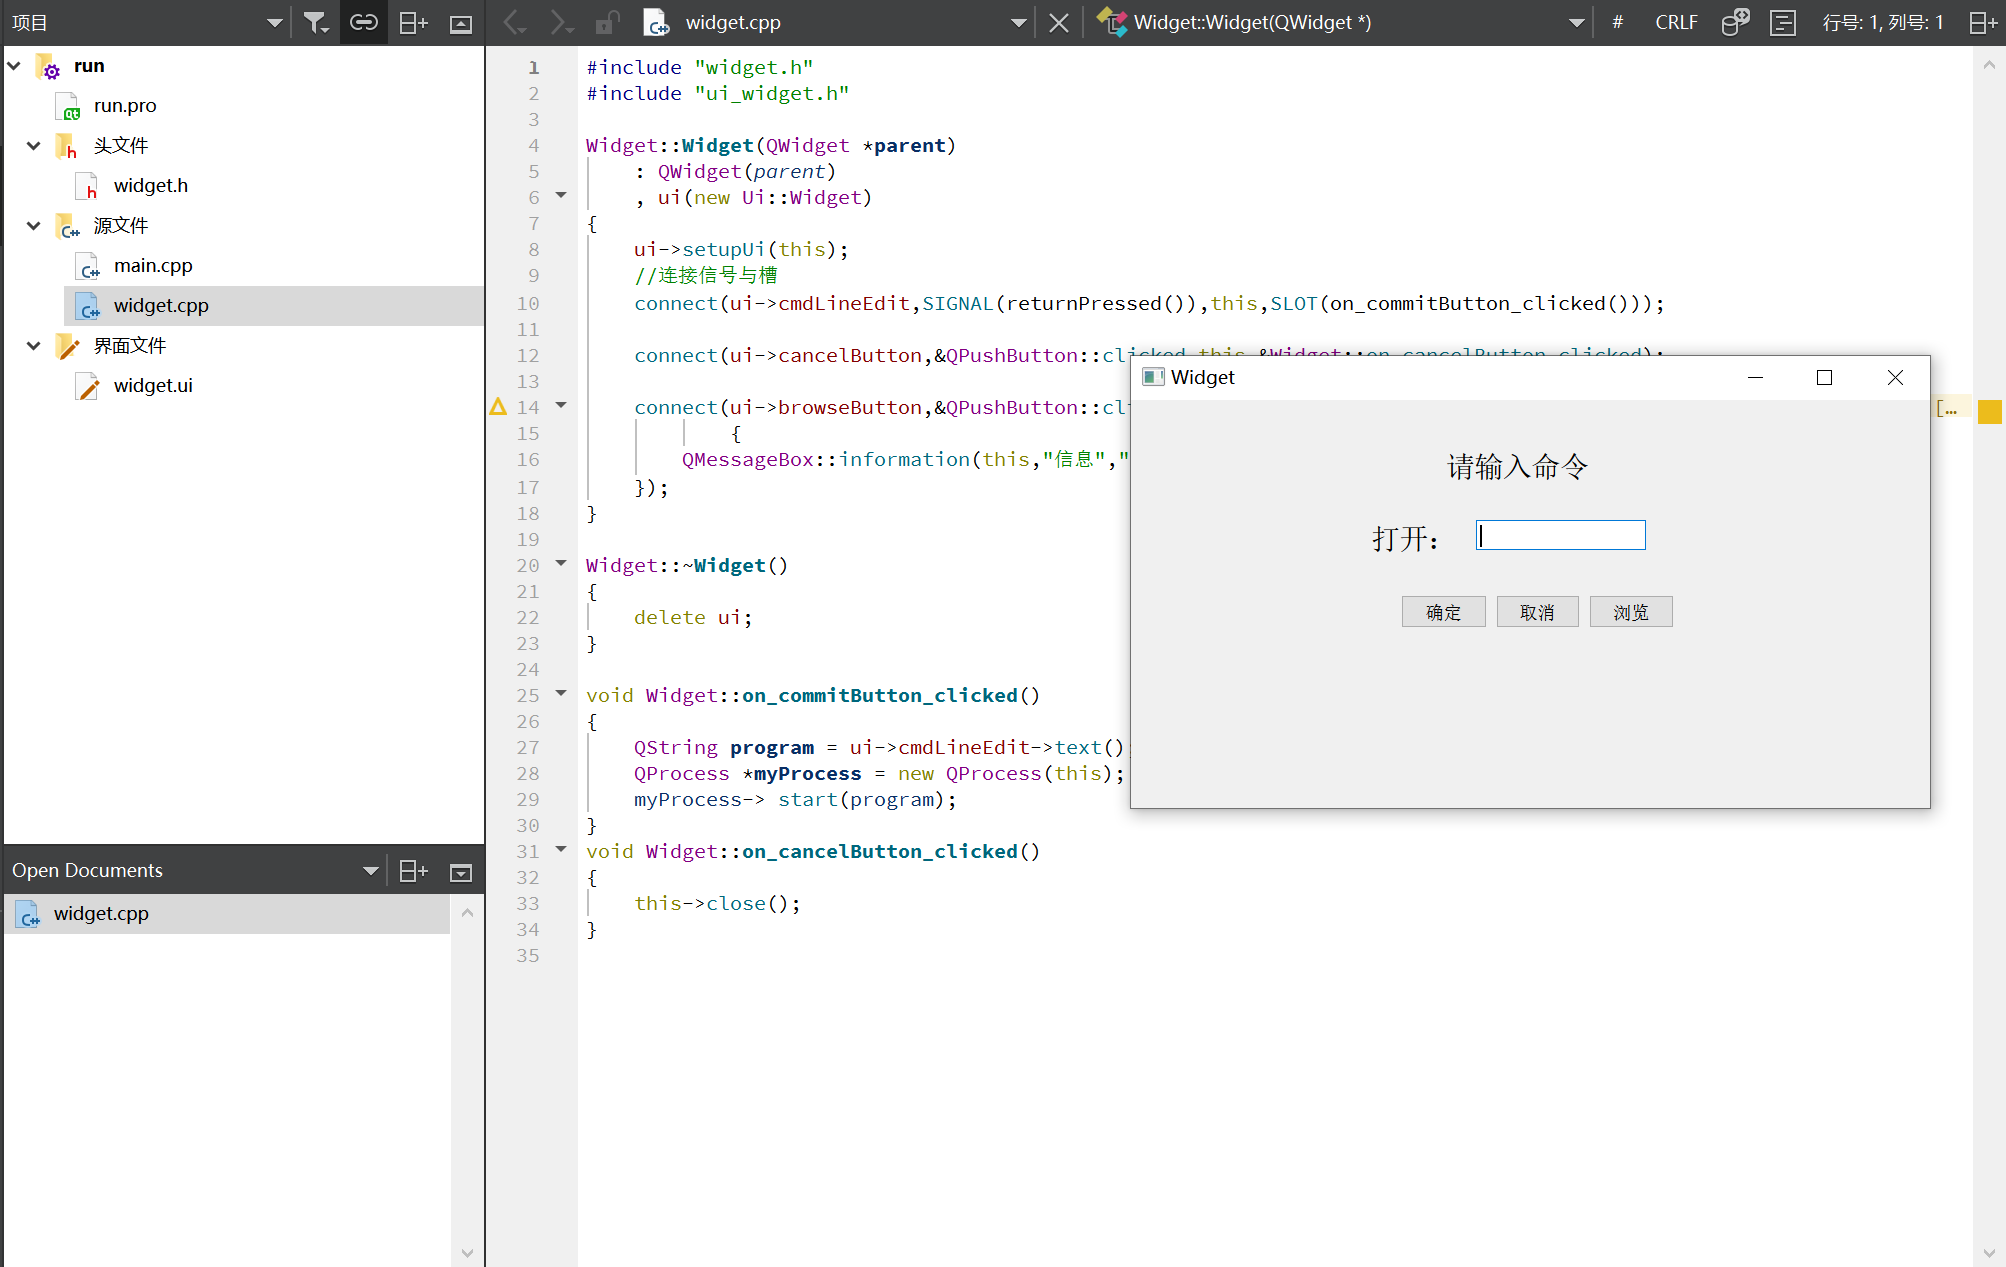 项目
widget.cpp
Widget::Widget(QWidget *)
#
CRLF
行号: 1, 列号: 1
run
run.pro
头文件
widget.h
源文件
main.cpp
widget.cpp
界面文件
widget.ui
Open Documents
widget.cpp
1 #include "widget.h"
2 #include "ui_widget.h"
3
4 Widget::Widget(QWidget *parent)
5     : QWidget(parent)
6     , ui(new Ui::Widget)
7 {
8     ui->setupUi(this);
9     //连接信号与槽
10     connect(ui->cmdLineEdit,SIGNAL(returnPressed()),this,SLOT(on_commitButton_clicked()));
11
12     connect(ui->cancelButton,&QPushButton::clicked,this,&Widget::on_cancelButton_clicked);
13
14     connect(ui->browseButton,&QPushButton::cli [...
15             {
16         QMessageBox::information(this,"信息","
17     });
18 }
19
20 Widget::~Widget()
21 {
22     delete ui;
23 }
24
25 void Widget::on_commitButton_clicked()
26 {
27     QString program = ui->cmdLineEdit->text();
28     QProcess *myProcess = new QProcess(this);
29     myProcess-> start(program);
30 }
31 void Widget::on_cancelButton_clicked()
32 {
33     this->close();
34 }
35
Widget
请输入命令
打开：
确定 取消 浏览